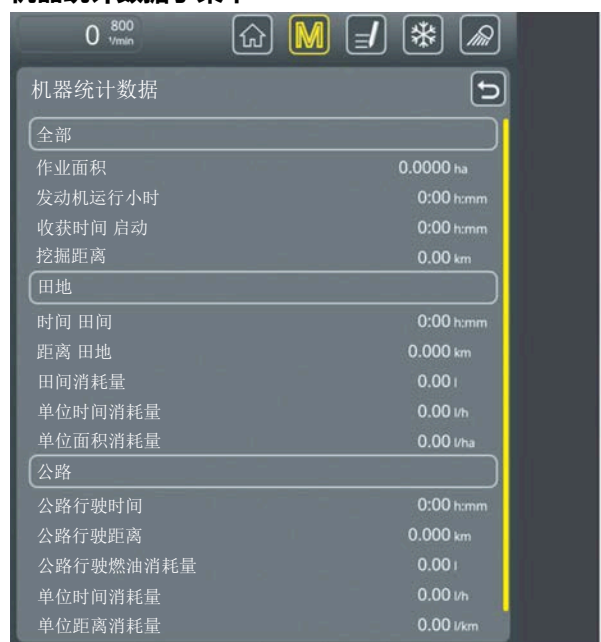 0 800 1/min
M
机器统计数据
全部
作业面积 0.0000 ha
发动机运行小时 0:00 h:mm
收获时间 启动 0:00 h:mm
挖掘距离 0.00 km
田地
时间 田间 0:00 h:mm
距离 田地 0.000 km
田间消耗量 0.00 l
单位时间消耗量 0.00 l/h
单位面积消耗量 0.00 l/ha
公路
公路行驶时间 0:00 h:mm
公路行驶距离 0.000 km
公路行驶燃油消耗量 0.00 l
单位时间消耗量 0.00 l/h
单位距离消耗量 0.00 l/km